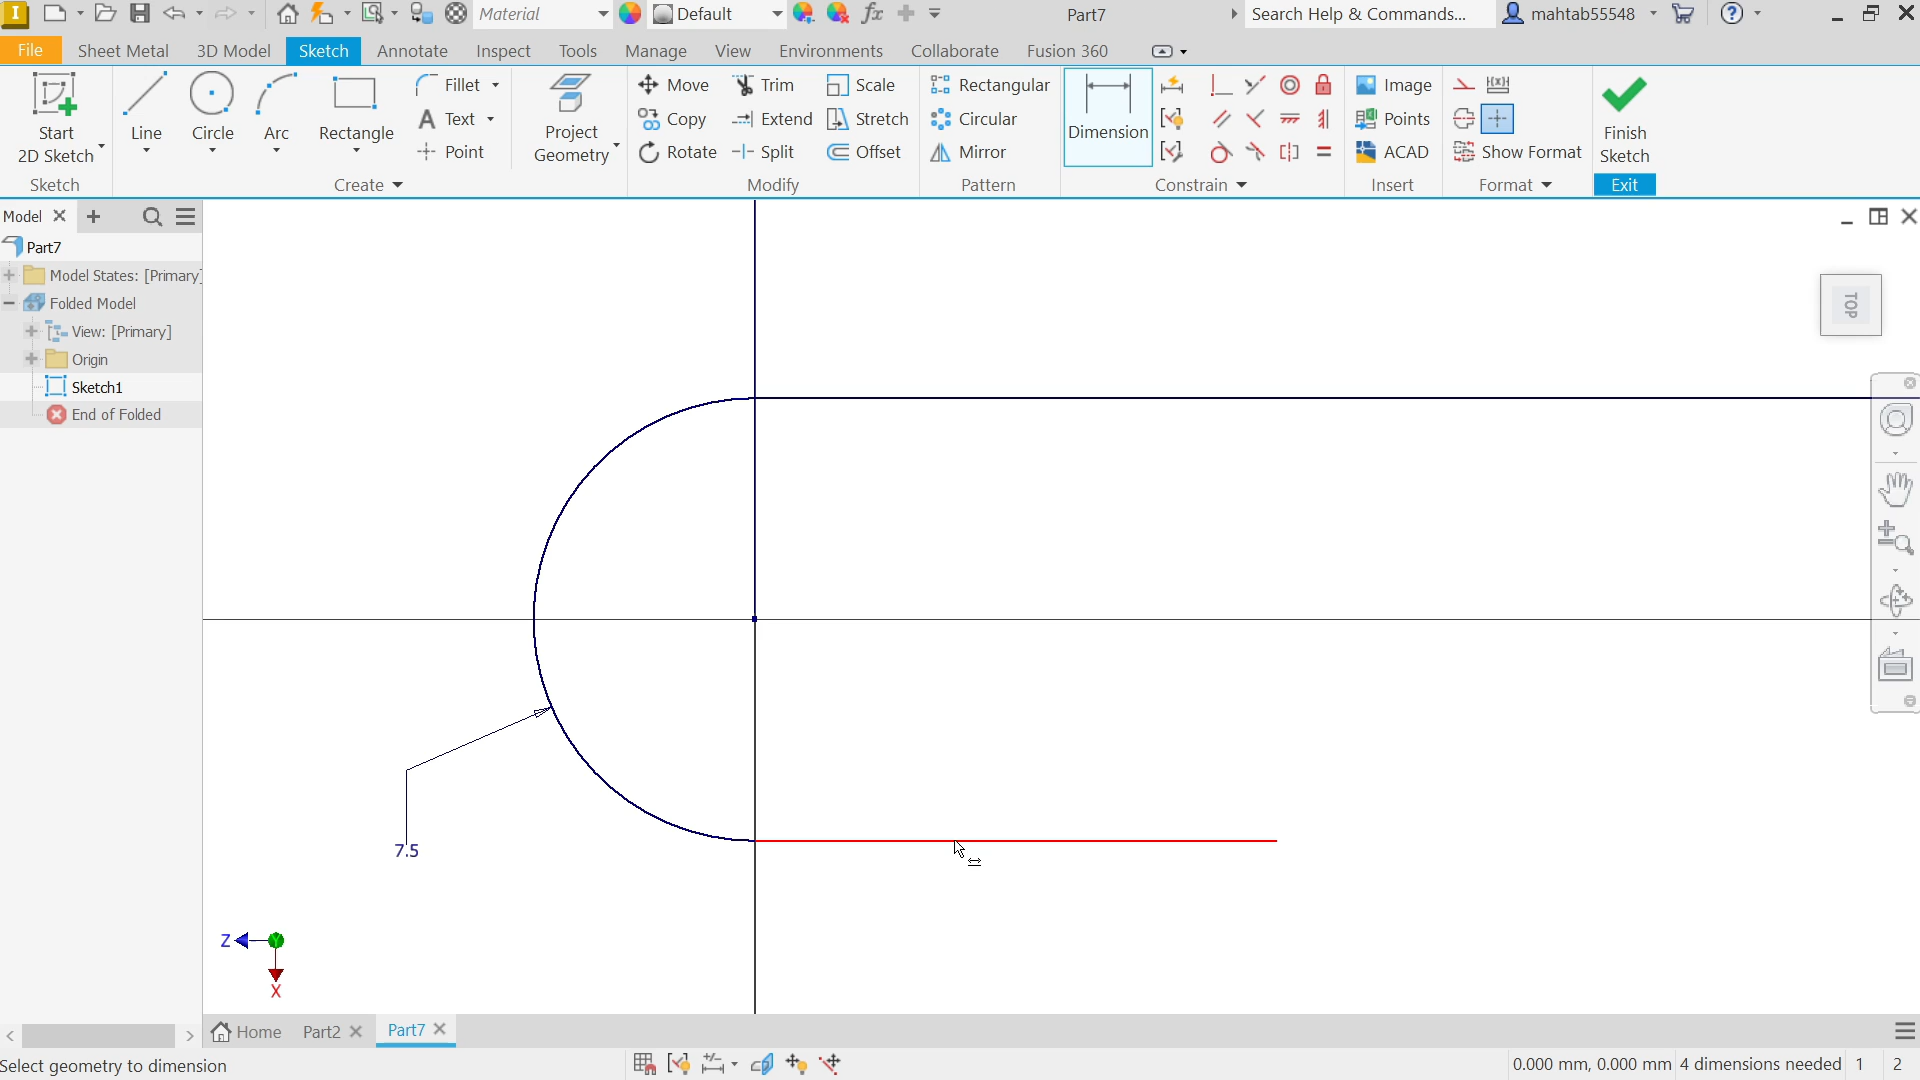 I Material Default fx Part7 Search Help & Commands... mahtab55548
File Sheet Metal 3D Model Sketch Annotate Inspect Tools Manage View Environments Collaborate Fusion 360
Start
2D Sketch
Line
Circle
Arc
Rectangle
Fillet
A Text
Point
Project
Geometry
Move
Copy
Rotate
Trim
Extend
Split
Scale
Stretch
Offset
Rectangular
Circular
Mirror
Dimension
Image
Points
ACAD
Show Format
Finish
Sketch
Sketch Create Modify Pattern Constrain Insert Format Exit
Model
Part7
Model States: [Primary]
Folded Model
View: [Primary]
Origin
Sketch1
End of Folded
TOP
7.5
Z
Y
X
Home Part2 Part7
Select geometry to dimension 0.000 mm, 0.000 mm 4 dimensions needed 1 2